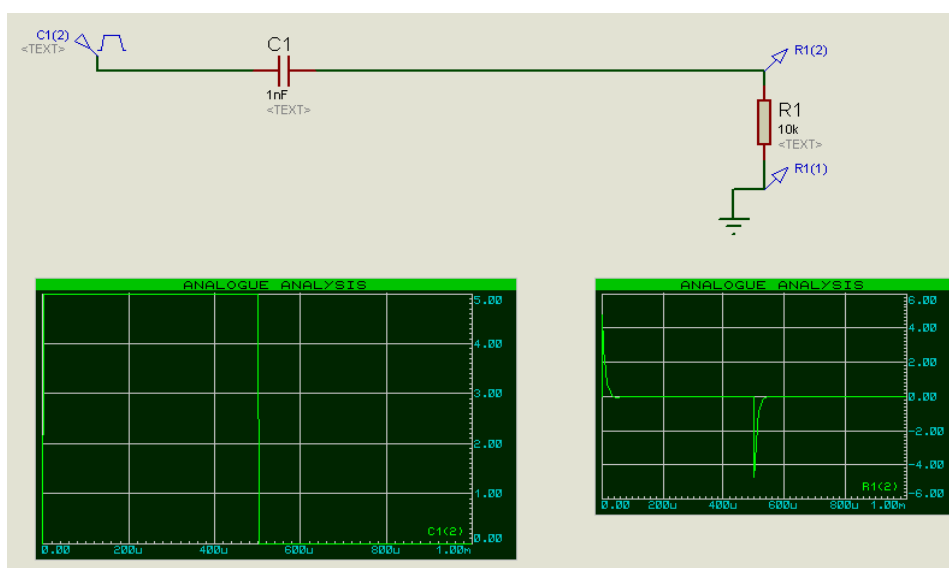 C1(2)
<TEXT>
C1
1nF
<TEXT>
R1(2)
R1
10k
<TEXT>
R1(1)
ANALOGUE ANALYSIS
5.00
4.00
3.00
2.00
1.00
0.00
C1(2)
0.00 200u 400u 600u 800u 1.00m
ANALOGUE ANALYSIS
6.00
4.00
2.00
0.00
-2.00
-4.00
-6.00
R1(2)
0.00 200u 400u 600u 800u 1.00m